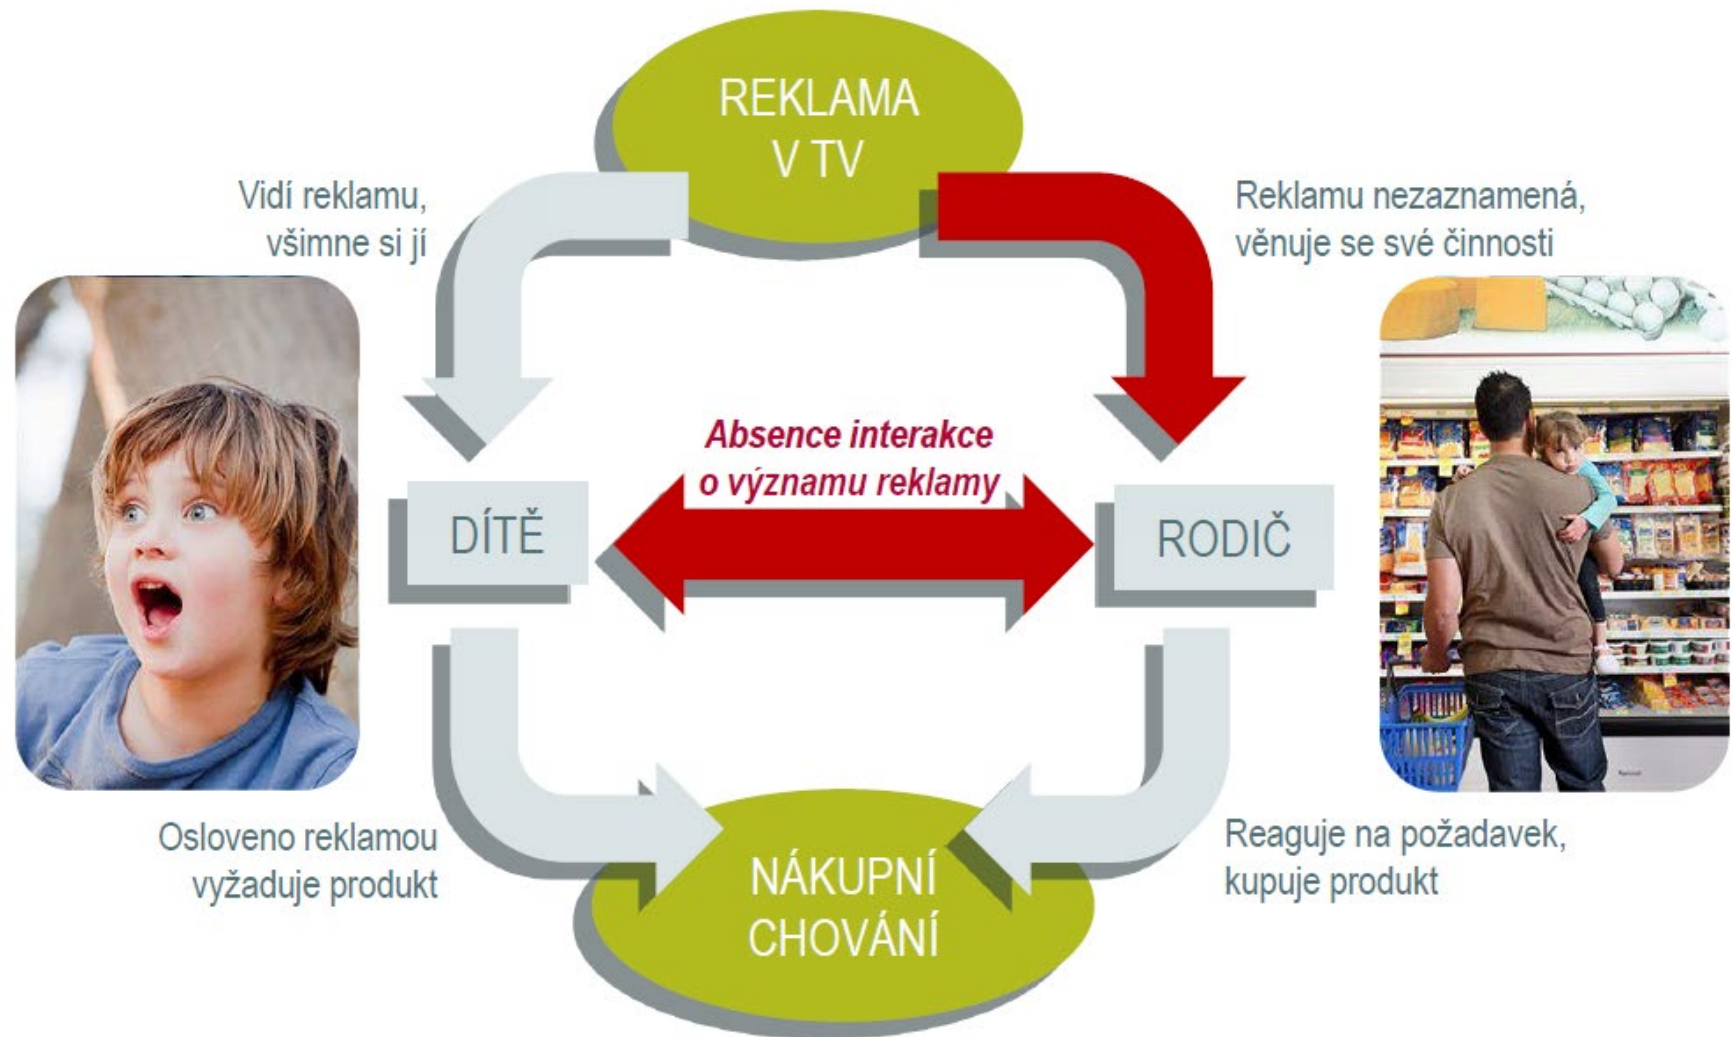 REKLAMA
V TV
Vidí reklamu,
všimne si jí
Reklamu nezaznamená,
věnuje se své činnosti
Absence interakce
o významu reklamy
DÍTĚ
RODIČ
Osloveno reklamou
vyžaduje produkt
Reaguje na požadavek,
kupuje produkt
NÁKUPNÍ
CHOVÁNÍ